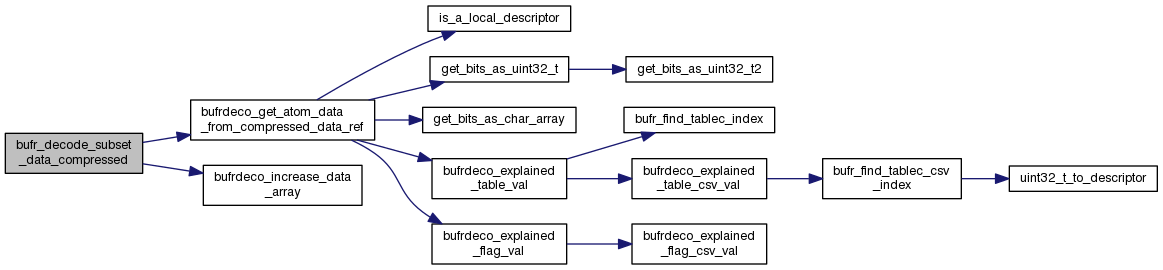 bufr_decode_subset
_data_compressed
bufrdeco_get_atom_data
_from_compressed_data_ref
bufrdeco_increase_data
_array
is_a_local_descriptor
get_bits_as_uint32_t
get_bits_as_uint32_t2
get_bits_as_char_array
bufrdeco_explained
_table_val
bufr_find_tablec_index
bufrdeco_explained
_table_csv_val
bufr_find_tablec_csv
_index
uint32_t_to_descriptor
bufrdeco_explained
_flag_val
bufrdeco_explained
_flag_csv_val